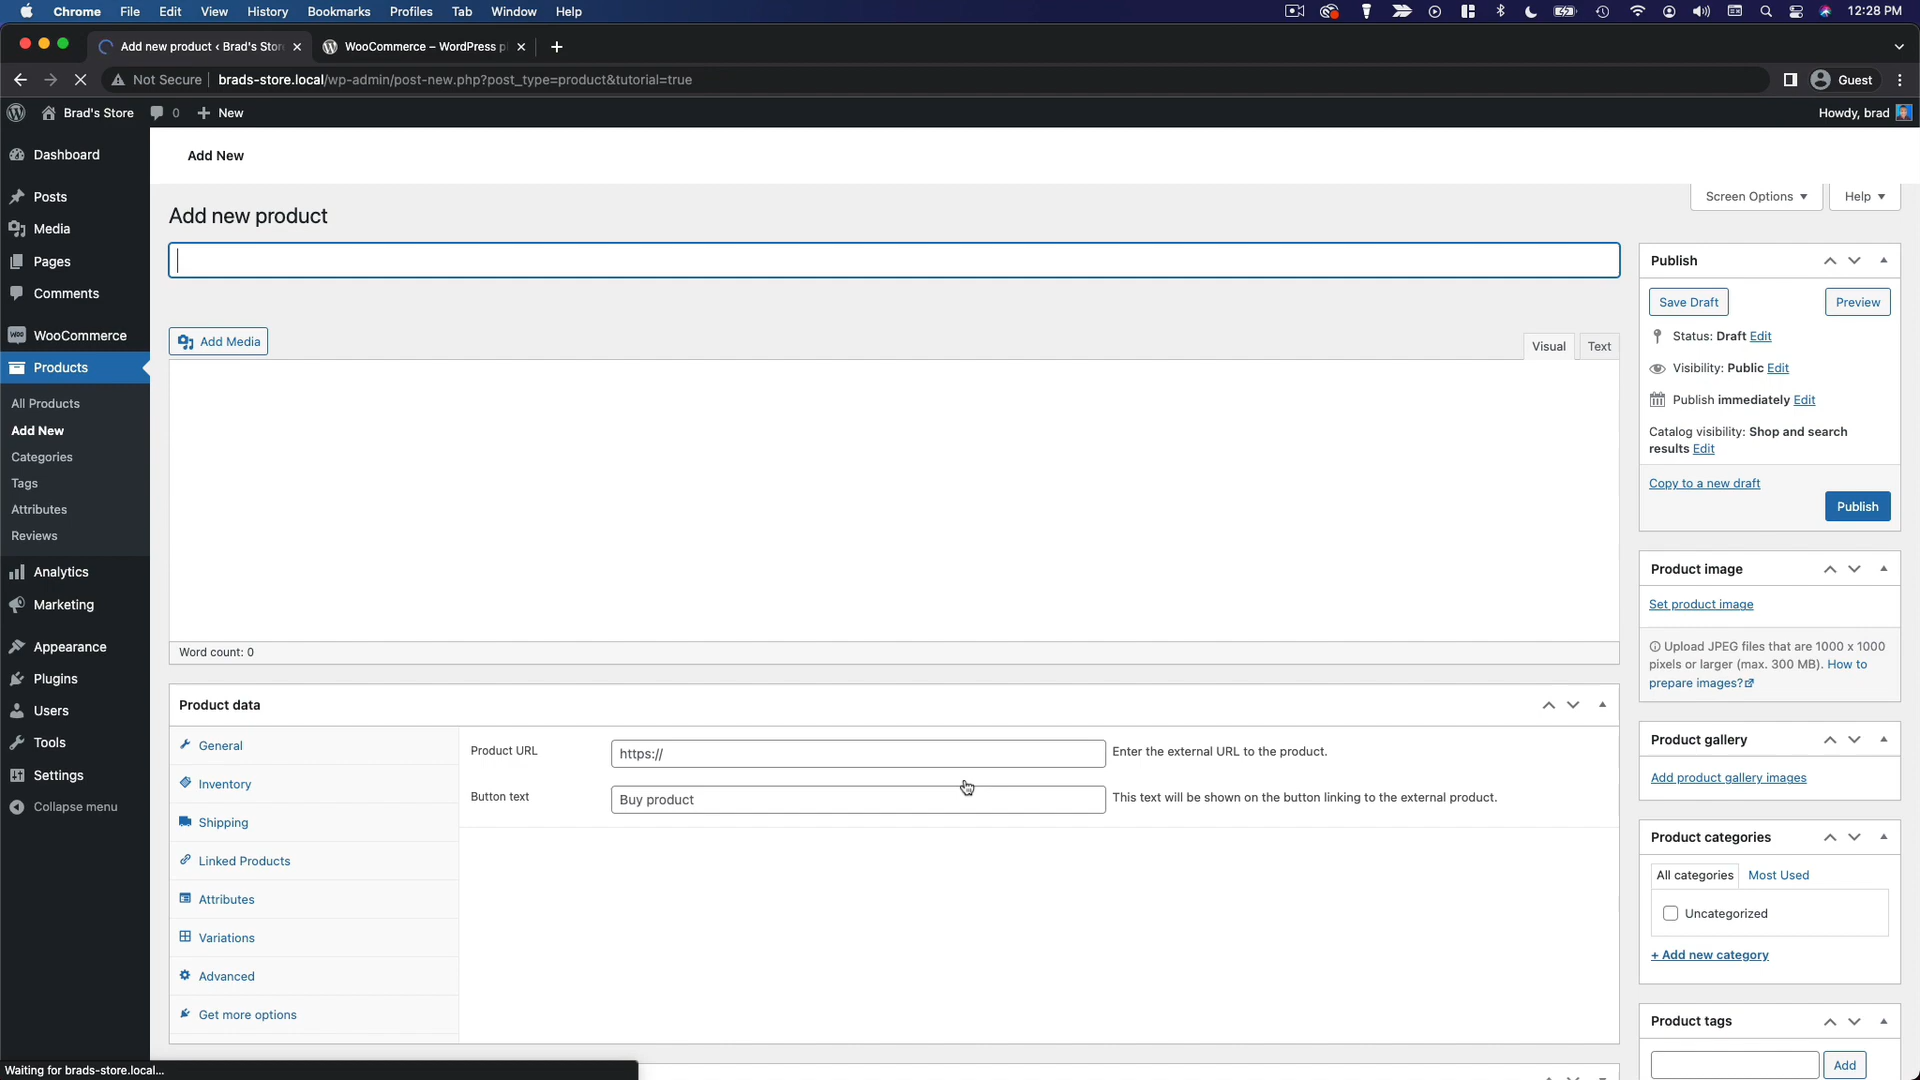 Chrome File Edit View History Bookmarks Profiles Tab Window Help 12:28 PM
Add new product ‹ Brad's Stor WooCommerce – WordPress p
Not Secure brads-store.local/wp-admin/post-new.php?post_type=product&tutorial=true Guest
Brad's Store 0 New Howdy, brad
Dashboard
Posts
Media
Pages
Comments
WooCommerce
Products
All Products
Add New
Categories
Tags
Attributes
Reviews
Analytics
Marketing
Appearance
Plugins
Users
Tools
Settings
Collapse menu
Add New
Screen Options Help
Add new product
Add Media Visual Text
Word count: 0
Product data
General
Inventory
Shipping
Linked Products
Attributes
Variations
Advanced
Get more options
Product URL https:// Enter the external URL to the product.
Button text Buy product This text will be shown on the button linking to the external product.
Publish
Save Draft Preview
Status: Draft Edit
Visibility: Public Edit
Publish immediately Edit
Catalog visibility: Shop and search
results Edit
Copy to a new draft
Publish
Product image
Set product image
Upload JPEG files that are 1000 x 1000
pixels or larger (max. 300 MB). How to
prepare images?
Product gallery
Add product gallery images
Product categories
All categories Most Used
Uncategorized
+ Add new category
Product tags
Add
Waiting for brads-store.local...